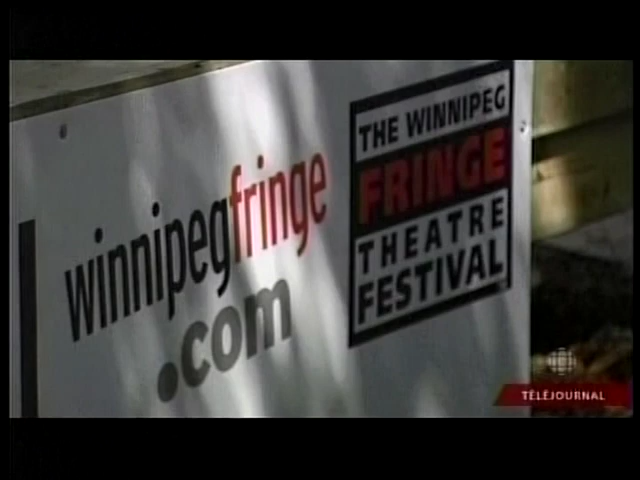 winnipegfringe
.com
THE WINNIPEG
FRINGE
THEATRE
FESTIVAL
TÉLÉJOURNAL